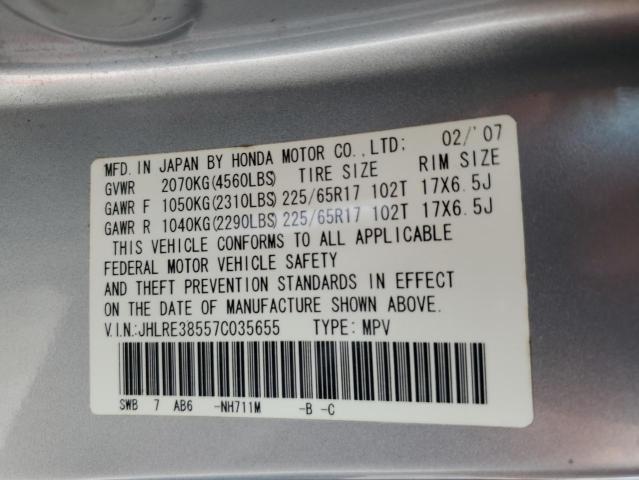 MFD. IN JAPAN BY HONDA MOTOR CO.,LTD; 02/'07
GVWR 2070KG(4560LBS) TIRE SIZE RIM SIZE
GAWR F 1050KG(2310LBS) 225/65R17 102T 17X6.5J
GAWR R 1040KG(2290LBS) 225/65R17 102T 17X6.5J
THIS VEHICLE CONFORMS TO ALL APPLICABLE
FEDERAL MOTOR VEHICLE SAFETY
AND THEFT PREVENTION STANDARDS IN EFFECT
ON THE DATE OF MANUFACTURE SHOWN ABOVE.
V.I.N:JHLRE38557C035655 TYPE:MPV
SWB 7 AB6 -NH711M -B -C